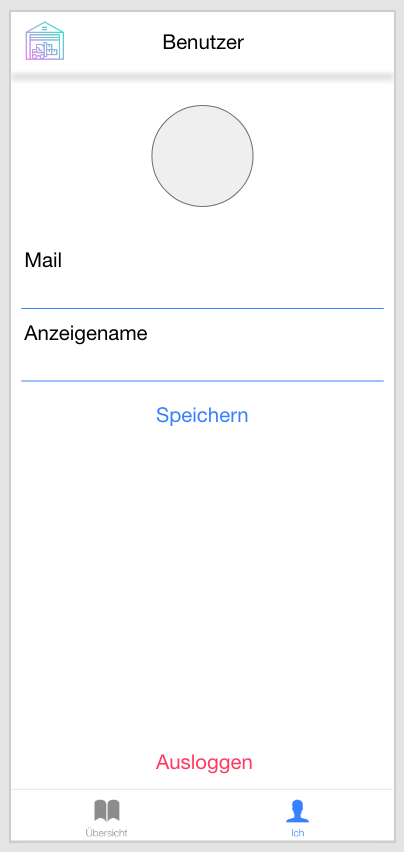 Benutzer
Mail
Anzeigename
Speichern
Ausloggen
Übersicht
Ich